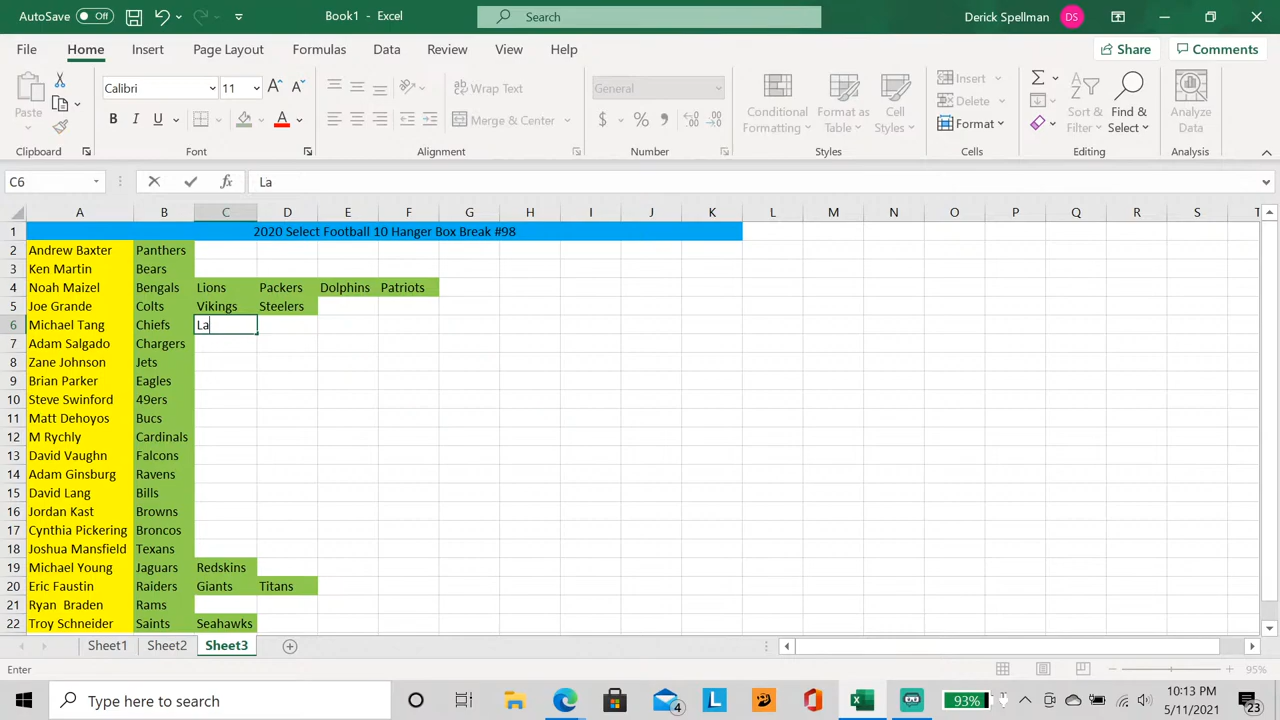 AutoSave Off Book1 - Excel Search Derick Spellman DS
File Home Insert Page Layout Formulas Data Review View Help Share Comments
Paste Calibri 11 Wrap Text General Conditional Formatting Format as Table Cell Styles Insert Sort & Filter Find & Select Analyze Data
B I U Merge & Center $ % Delete Format
Clipboard Font Alignment Number Styles Cells Editing Analysis
C6 fx La
A B C D E F G H I J K L M N O P Q R S T
1 2020 Select Football 10 Hanger Box Break #98
2 Andrew Baxter Panthers
3 Ken Martin Bears
4 Noah Maizel Bengals Lions Packers Dolphins Patriots
5 Joe Grande Colts Vikings Steelers
6 Michael Tang Chiefs La
7 Adam Salgado Chargers
8 Zane Johnson Jets
9 Brian Parker Eagles
10 Steve Swinford 49ers
11 Matt Dehoyos Bucs
12 M Rychly Cardinals
13 David Vaughn Falcons
14 Adam Ginsburg Ravens
15 David Lang Bills
16 Jordan Kast Browns
17 Cynthia Pickering Broncos
18 Joshua Mansfield Texans
19 Michael Young Jaguars Redskins
20 Eric Faustin Raiders Giants Titans
21 Ryan Braden Rams
22 Troy Schneider Saints Seahawks
Sheet1 Sheet2 Sheet3
Enter 95%
Type here to search 4 L 93% 10:13 PM
5/11/2021 23